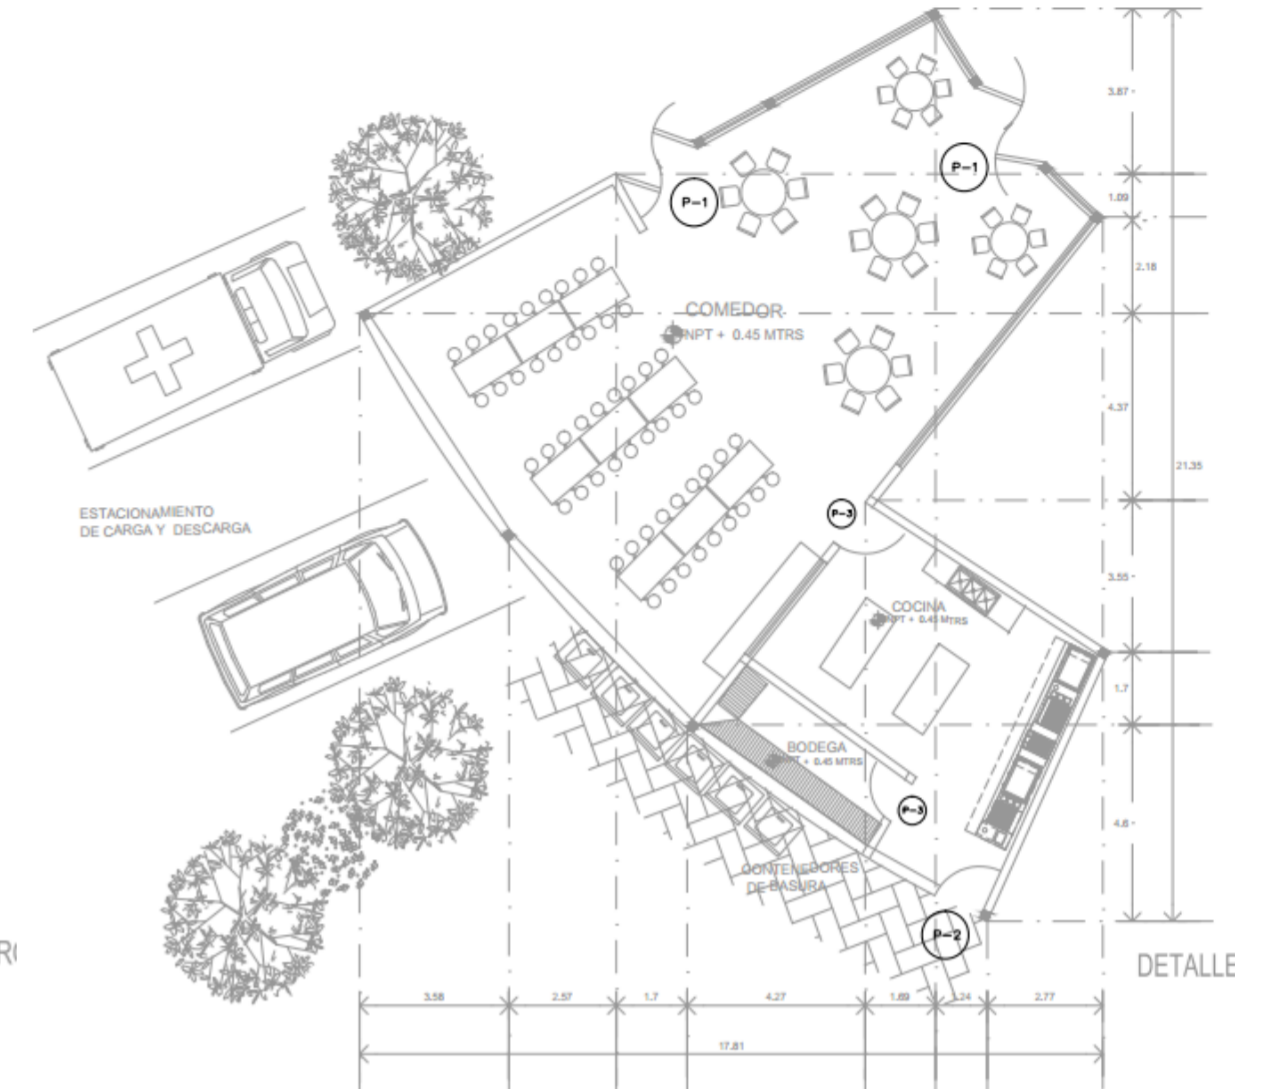 3.87
P-1
P-1
1.09
2.18
COMEDOR
NPT + 0.45 MTRS
4.37
21.35
ESTACIONAMIENTO
DE CARGA Y DESCARGA
P-3
3.55
COCINA
NPT + 0.45 MTRS
1.7
BODEGA
NPT + 0.45 MTRS
P-3
4.6
CONTENEDORES
DE BASURA
P-2
DETALLE
3.58
2.57
1.7
4.27
1.69
2.77
17.81